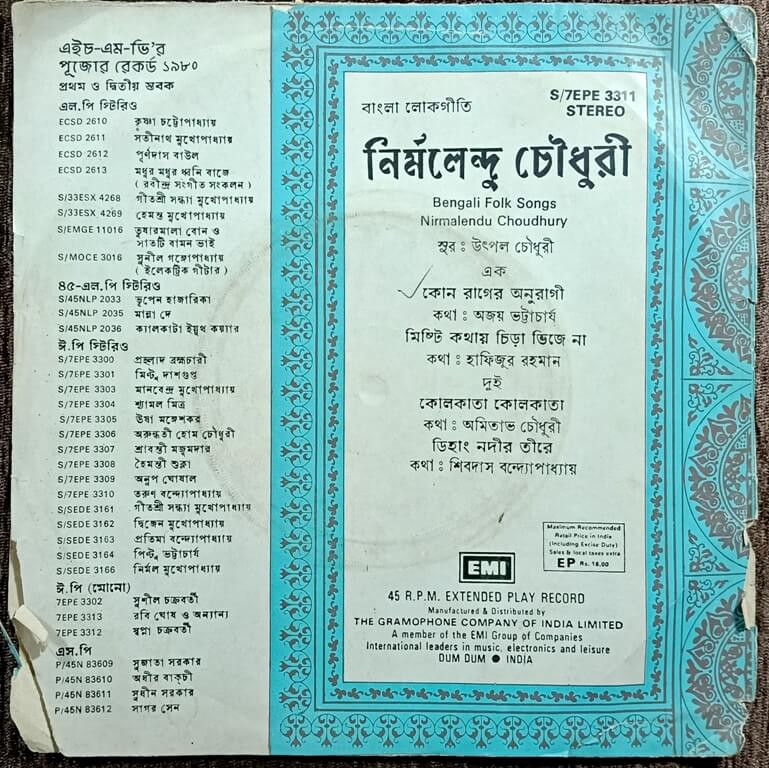 এইচ-এম-ভি'র
পূজোর রেকর্ড ১৯৮০
প্রথম ও দ্বিতীয় স্তবক
এল.পি স্টিরিও
ECSD 2610 কৃষ্ণা চট্টোপাধ্যায়
ECSD 2611 সতীনাথ মুখোপাধ্যায়
ECSD 2612 পূর্ণদাস বাউল
ECSD 2613 মধুর মধুর ধ্বনি বাজে
( রবীন্দ্র সংগীত সংকলন )
S/33ESX 4268 গীতশ্রী সন্ধ্যা মুখোপাধ্যায়
S/33ESX 4269 হেমন্ত মুখোপাধ্যায়
S/EMGE 11016 তুষারমালা বোন ও
সাতটি বামন ভাই
S/MOCE 3016 সুনীল গঙ্গোপাধ্যায়
( ইলেকট্রিক গীটার )
৪৫-এল.পি স্টিরিও
S/45NLP 2033 ভূপেন হাজারিকা
S/45NLP 2035 মান্না দে
S/45NLP 2036 ক্যালকাটা ইয়ুথ কয়্যার
ঈ.পি স্টিরিও
S/7EPE 3300 প্রহ্লাদ ব্রহ্মচারী
S/7EPE 3301 মিন্টু দাশগুপ্ত
S/7EPE 3303 মানবেন্দ্র মুখোপাধ্যায়
S/7EPE 3304 শ্যামল মিত্র
S/7EPE 3305 উষা মঙ্গেশকর
S/7EPE 3306 অরুন্ধতী হোম চৌধুরী
S/7EPE 3307 শ্রাবন্তী মজুমদার
S/7EPE 3308 হৈমন্তী শুক্লা
S/7EPE 3309 অনুপ ঘোষাল
S/7EPE 3310 তরুণ বন্দ্যোপাধ্যায়
S/SEDE 3161 গীতশ্রী সন্ধ্যা মুখোপাধ্যায়
S/SEDE 3162 দ্বিজেন মুখোপাধ্যায়
S/SEDE 3163 প্রতিমা বন্দ্যোপাধ্যায়
S/SEDE 3164 পিন্টু ভট্টাচার্য
S/SEDE 3166 নির্মল মুখোপাধ্যায়
ঈ.পি (মোনো)
7EPE 3302 সুশীল চক্রবর্তী
7EPE 3313 রবি ঘোষ ও অন্যান্য
7EPE 3312 স্বপ্না চক্রবর্তী
এস.পি
P/45N 83609 সুজাতা সরকার
P/45N 83610 অধীর বাক্‌চী
P/45N 83611 সুধীন সরকার
P/45N 83612 সাগর সেন
S/7EPE 3311
STEREO
বাংলা লোকগীতি
নির্মলেন্দু চৌধুরী
Bengali Folk Songs
Nirmalendu Choudhury
সুর : উৎপল চৌধুরী
এক
কোন রাগের অনুরাগী
কথা : অজয় ভট্টাচার্য
মিষ্টি কথায় চিড়া ভিজে না
কথা : হাফিজুর রহমান
দুই
কোলকাতা কোলকাতা
কথা : অমিতাভ চৌধুরী
ডিহাং নদীর তীরে
কথা : শিবদাস বন্দ্যোপাধ্যায়
Maximum Recommended
Retail Price in India
(Including Excise Duty)
Sales & local taxes extra
EP Rs. 16.00
EMI
45 R.P.M. EXTENDED PLAY RECORD
Manufactured & Distributed by
THE GRAMOPHONE COMPANY OF INDIA LIMITED
A member of the EMI Group of Companies
International leaders in music, electronics and leisure
DUM DUM ● INDIA